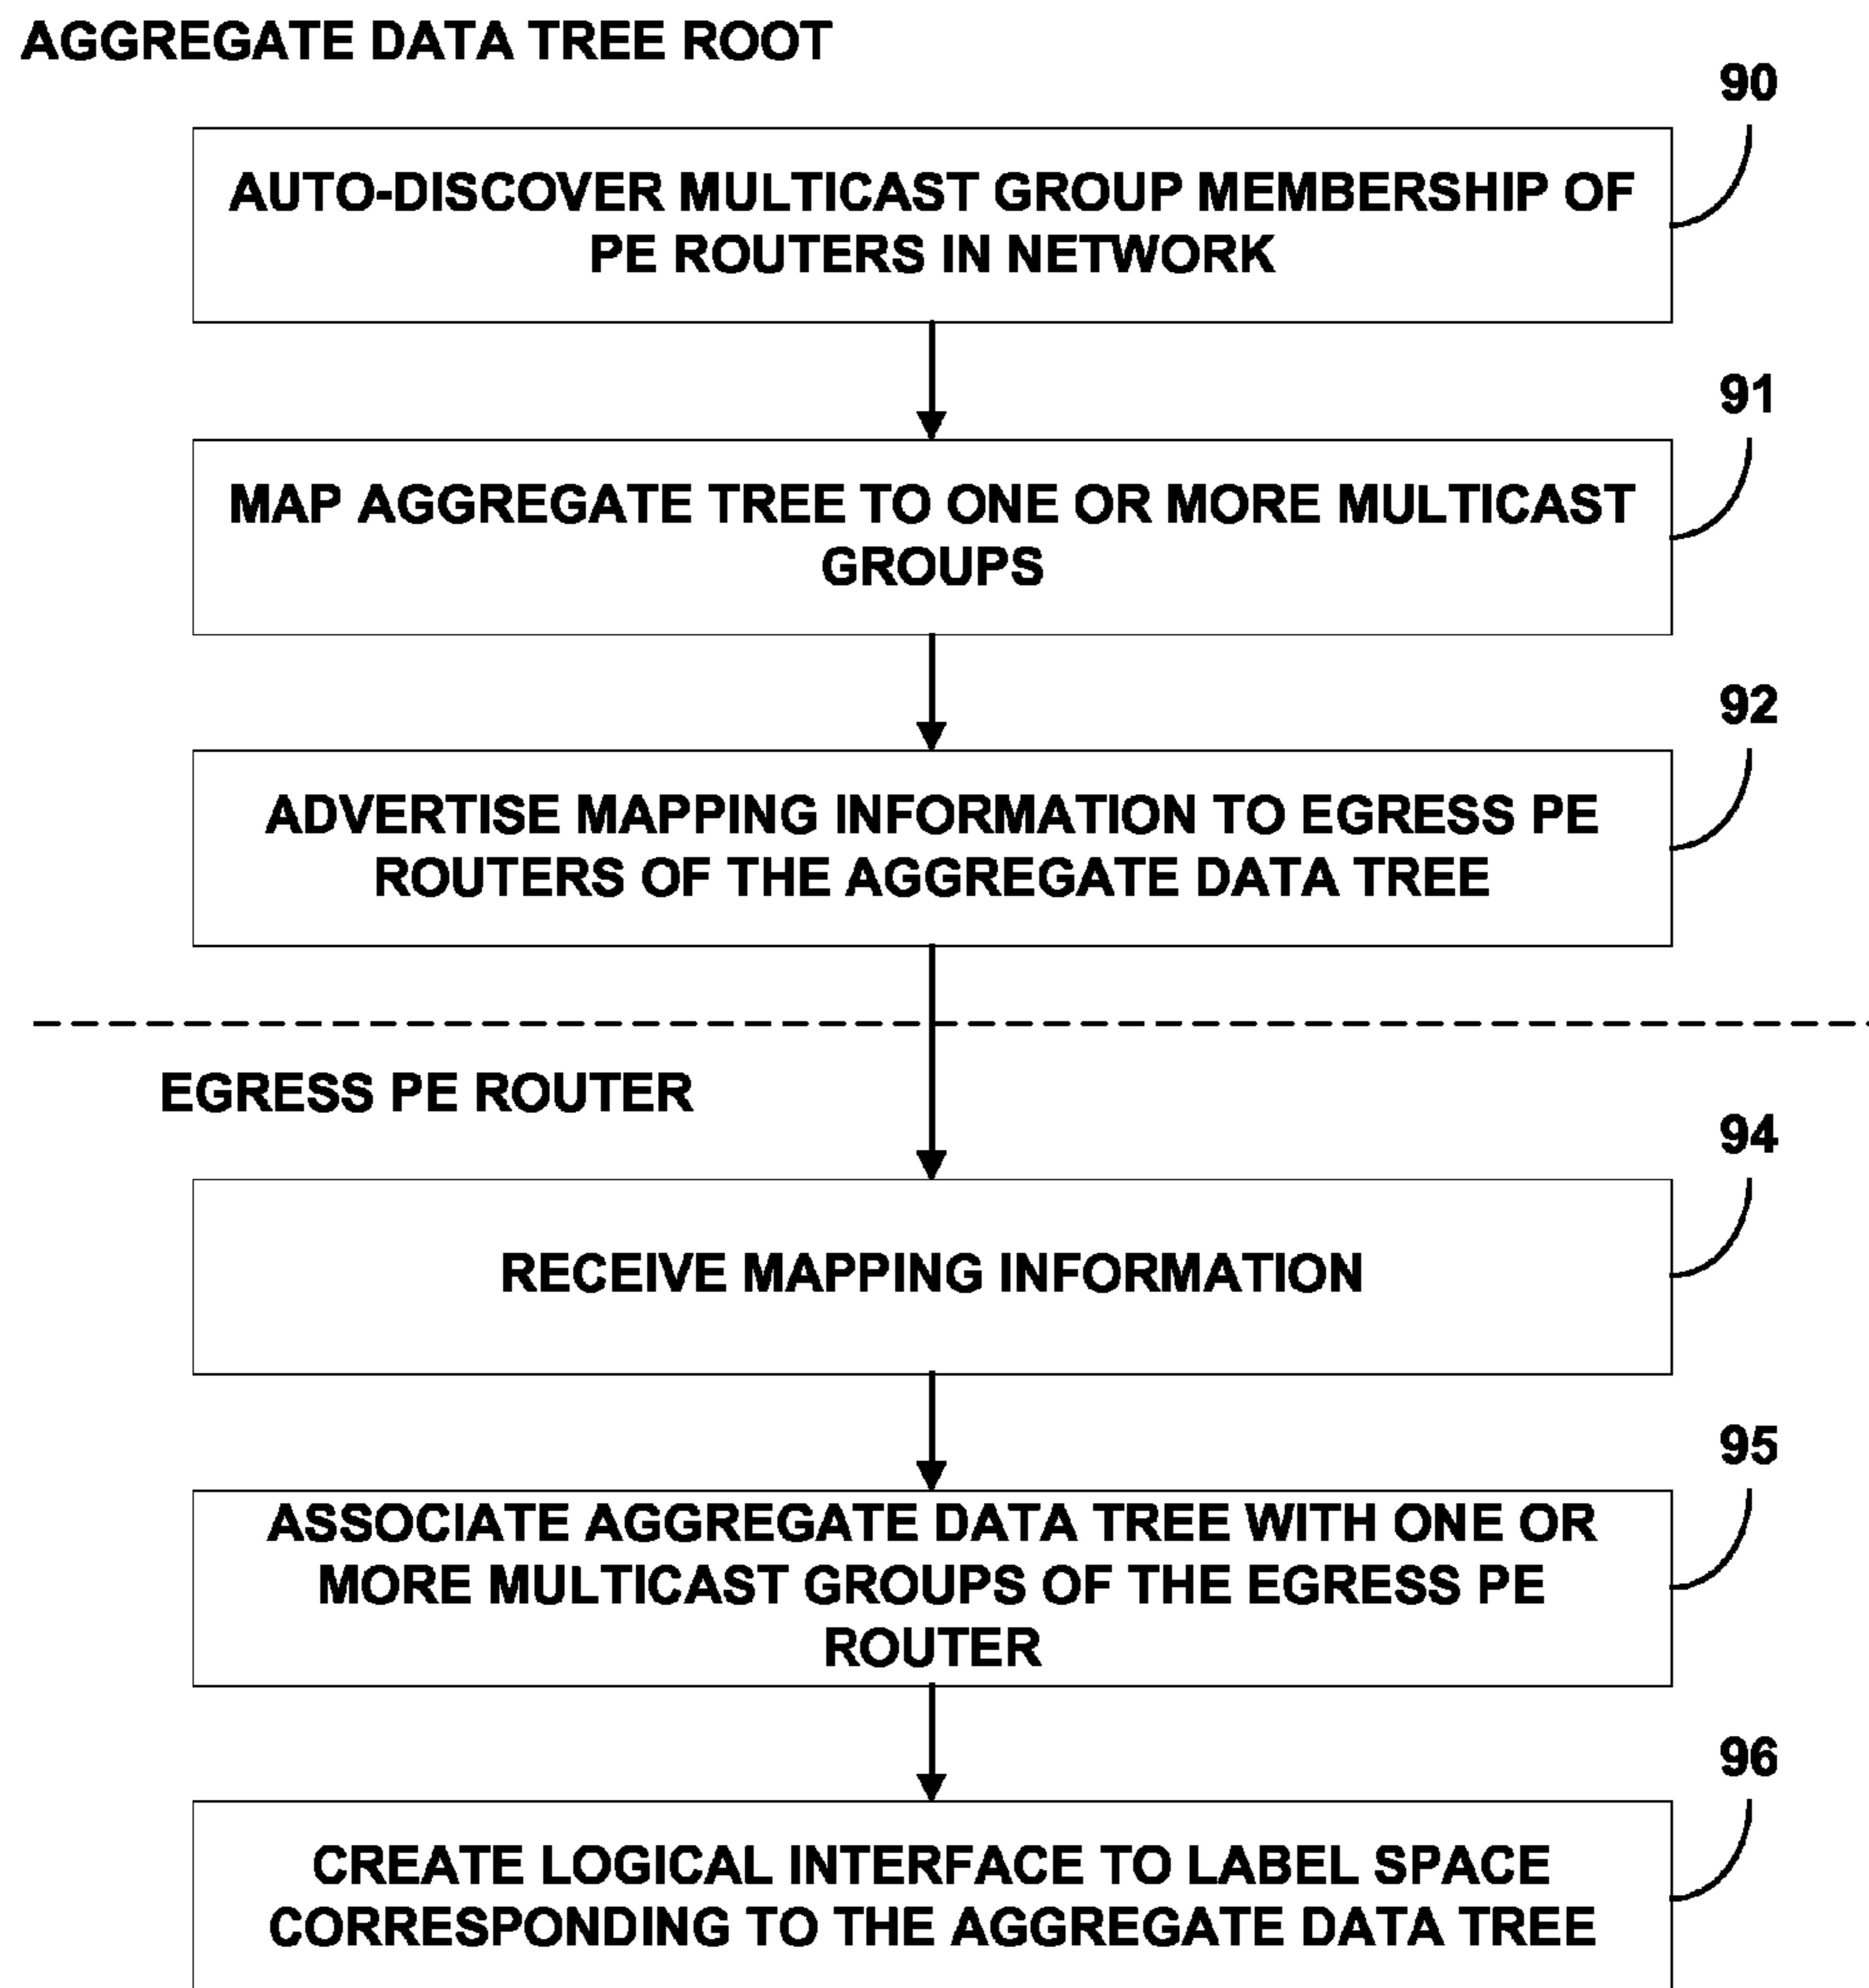 AGGREGATE DATA TREE ROOT
90
AUTO-DISCOVER MULTICAST GROUP MEMBERSHIP OF
PE ROUTERS IN NETWORK
91
MAP AGGREGATE TREE TO ONE OR MORE MULTICAST
GROUPS
92
ADVERTISE MAPPING INFORMATION TO EGRESS PE
ROUTERS OF THE AGGREGATE DATA TREE
EGRESS PE ROUTER
94
RECEIVE MAPPING INFORMATION
95
ASSOCIATE AGGREGATE DATA TREE WITH ONE OR
MORE MULTICAST GROUPS OF THE EGRESS PE
ROUTER
96
CREATE LOGICAL INTERFACE TO LABEL SPACE
CORRESPONDING TO THE AGGREGATE DATA TREE